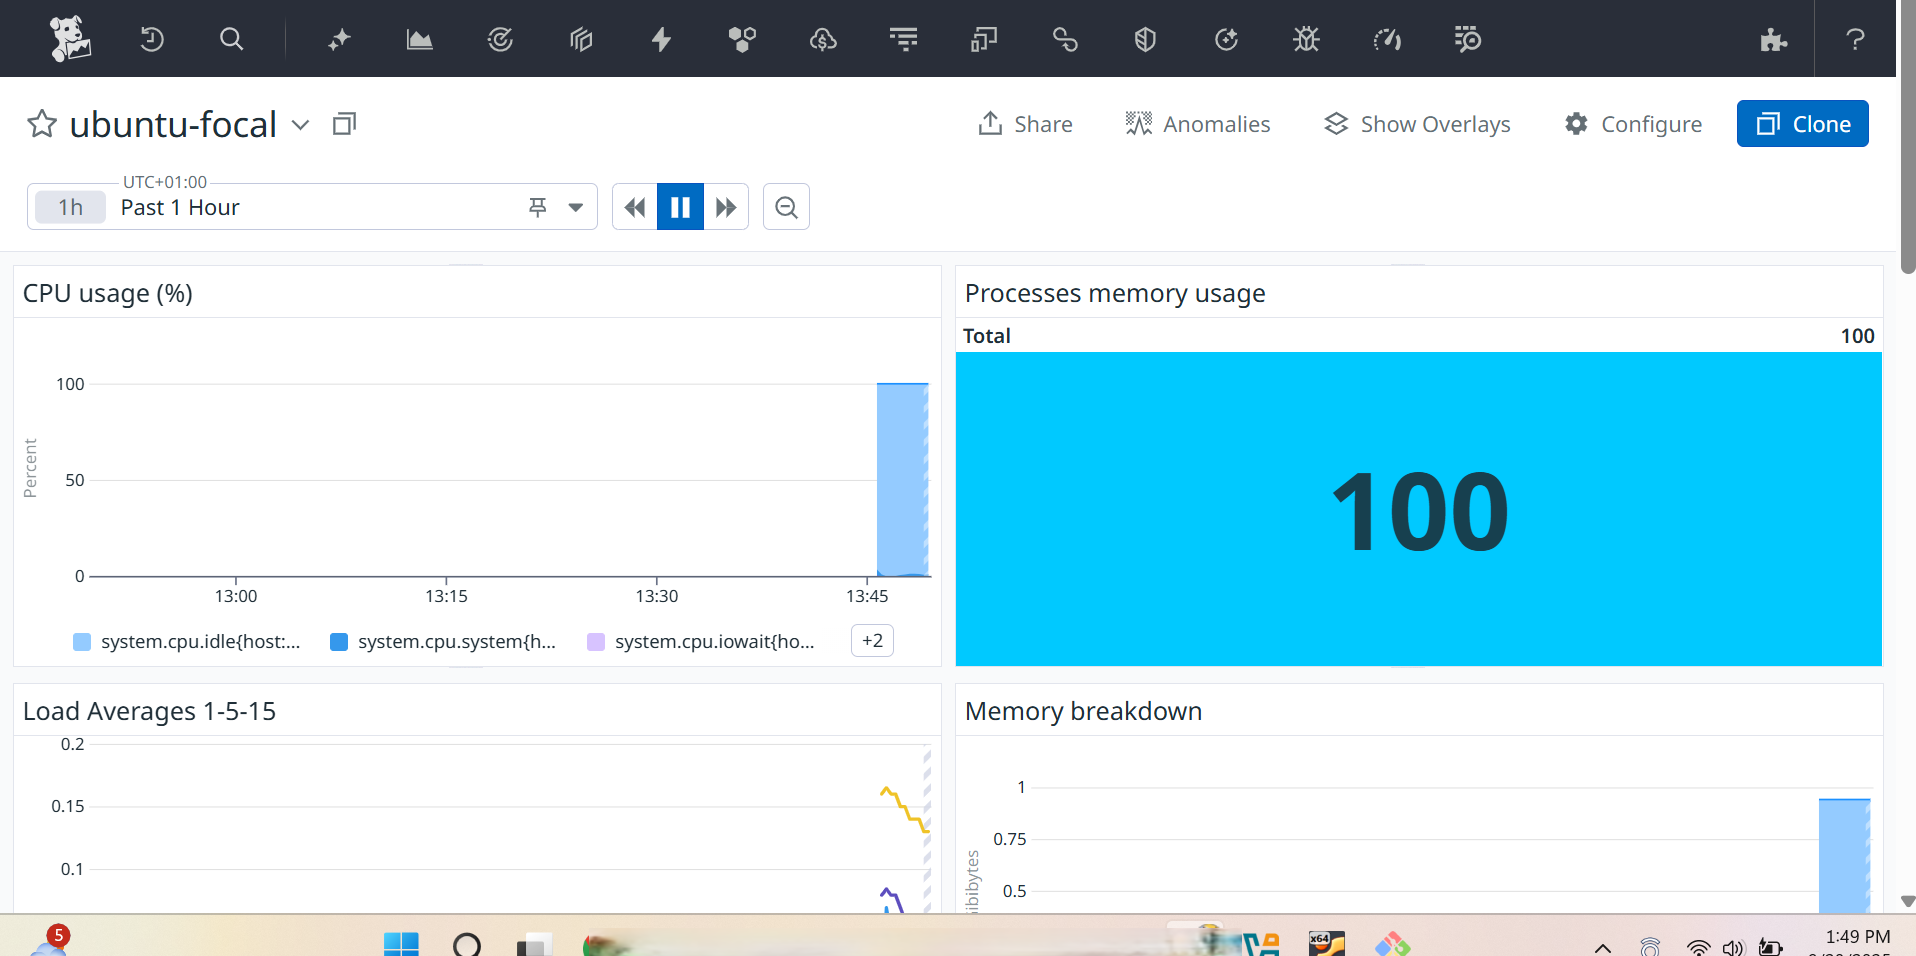 ubuntu-focal
Share
Anomalies
Show Overlays
Configure
Clone
UTC+01:00
1h
Past 1 Hour
CPU usage (%)
100
50
0
Percent
13:00
13:15
13:30
13:45
system.cpu.idle{host:...
system.cpu.system{h...
system.cpu.iowait{ho...
+2
Processes memory usage
Total
100
100
Load Averages 1-5-15
0.2
0.15
0.1
Memory breakdown
1
0.75
0.5
5
x64
1:49 PM